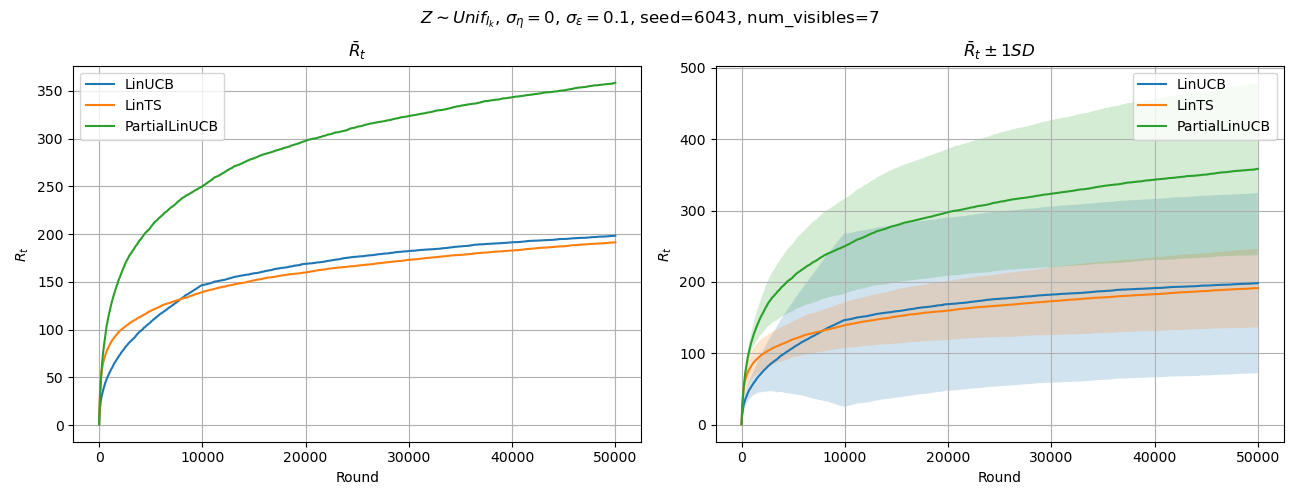 Z ∼ Unif_{I_k}, σ_η = 0, σ_ε = 0.1, seed=6043, num_visibles=7
R̄_t
350
300
250
200
150
100
50
0
R_t
LinUCB
LinTS
PartialLinUCB
0 10000 20000 30000 40000 50000
Round
R̄_t ± 1SD
500
400
300
200
100
0
R_t
LinUCB
LinTS
PartialLinUCB
0 10000 20000 30000 40000 50000
Round